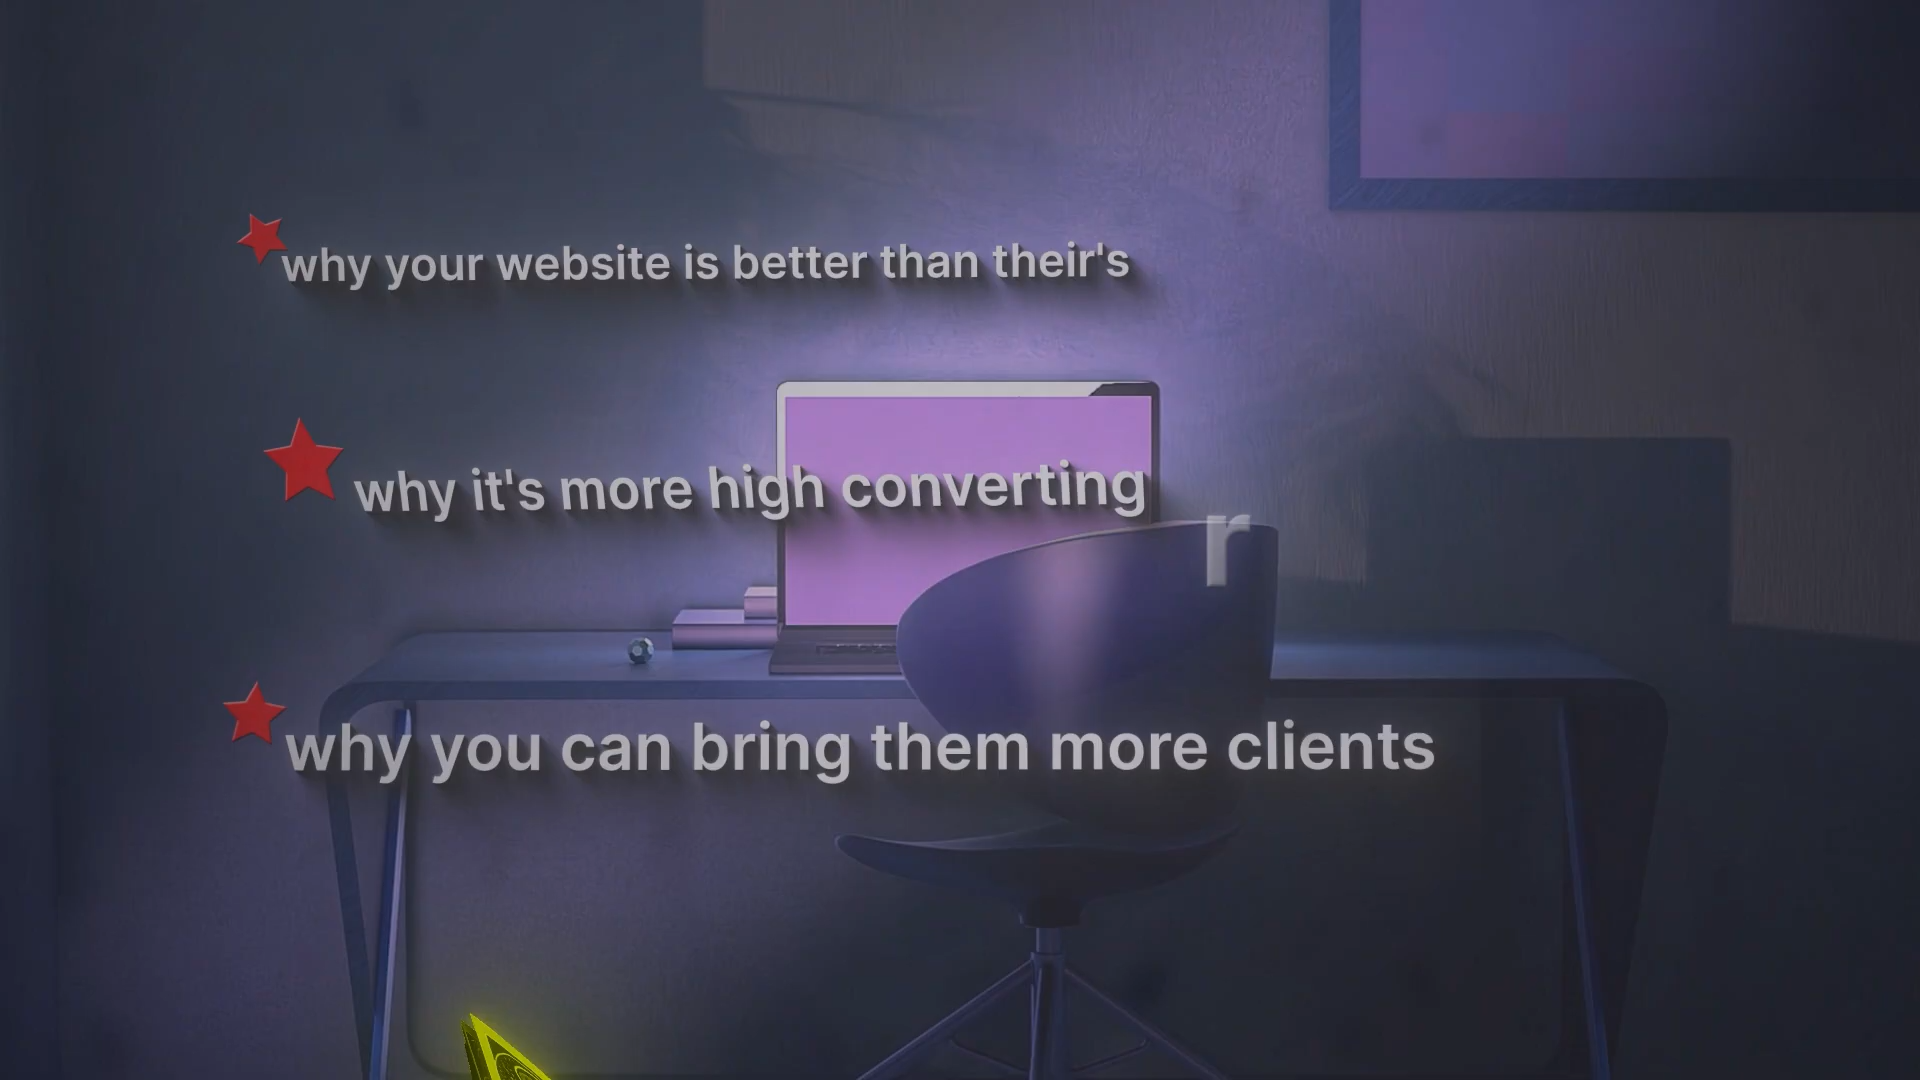 why your website is better than their's
why it's more high converting
r
why you can bring them more clients